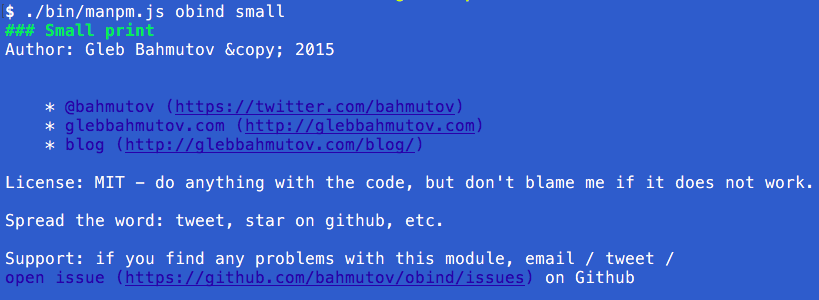 $ ./bin/manpm.js obind small
### Small print
Author: Gleb Bahmutov &copy; 2015
* @bahmutov (https://twitter.com/bahmutov)
* glebbahmutov.com (http://glebbahmutov.com)
* blog (http://glebbahmutov.com/blog/)
License: MIT - do anything with the code, but don't blame me if it does not work.
Spread the word: tweet, star on github, etc.
Support: if you find any problems with this module, email / tweet /
open issue (https://github.com/bahmutov/obind/issues) on Github